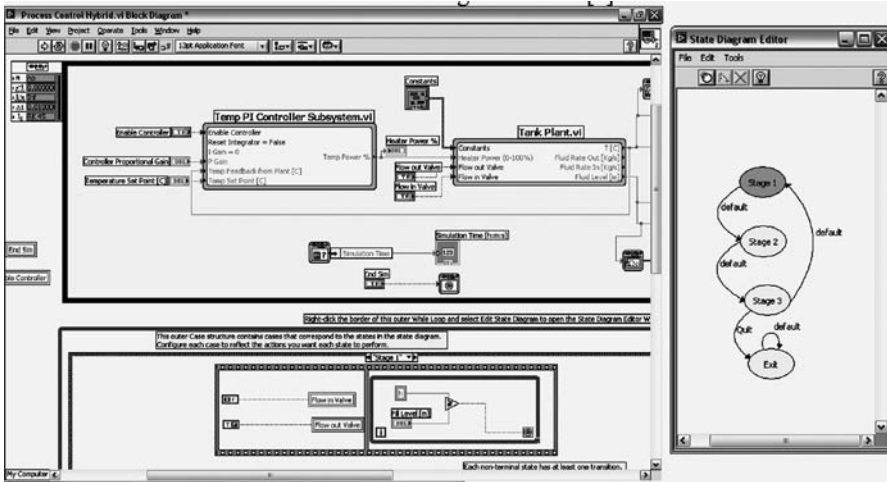 Process Control Hybrid.vi Block Diagram *
File Edit View Project Operate Tools Window Help
13pt Application Font
Constants
Temp PI Controller Subsystem.vi
Enable Controller
Enable Controller
Reset Integrator = False
I Gain = 0
Controller Proportional Gain
P Gain
Temp Feedback from Plant [C]
Temperature Set Point [C]
Temp Set Point [C]
Temp Power %
Heater Power %
Tank Plant.vi
Constants
T [C]
Heater Power (0-100%)
Fluid Rate Out [Kg/h]
Flow out Valve
Flow out Valve
Fluid Rate In [Kg/h]
Flow in Valve
Flow in Valve
Fluid Level [m]
Simulation Time
Simulation Time
End Sim
End Sim
ble Controller
Right-click the border of this outer While Loop and select Edit State Diagram to open the State Diagram Editor W
This outer Case structure contains cases that correspond to the states in the state diagram.
Configure each case to reflect the actions you want each state to perform.
"Stage 1"
Flow in Valve
Flow out Valve
Fill Level [m]
i
Each non-terminal state has at least one transition.
My Computer
State Diagram Editor
File Edit Tools
Stage 1
default
Stage 2
default
default
Stage 3
Quit
default
Exit